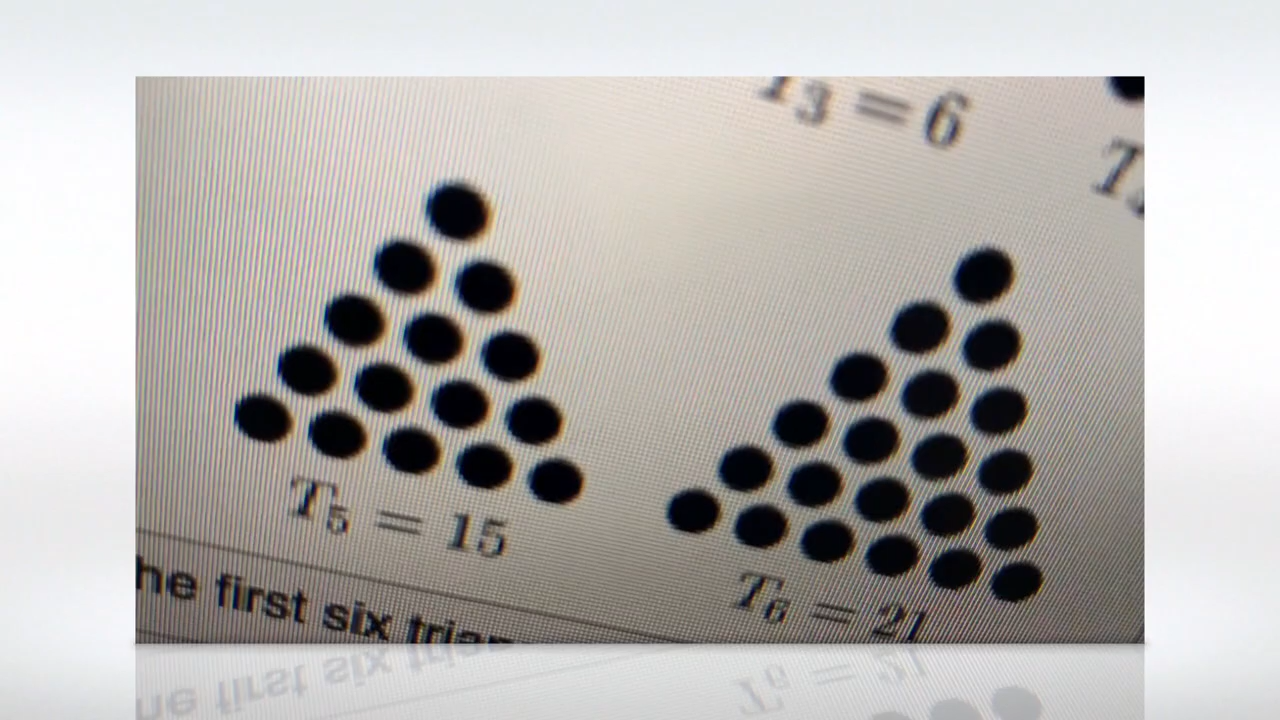 T3 = 6
T5 = 15
T6 = 21
he first six trian